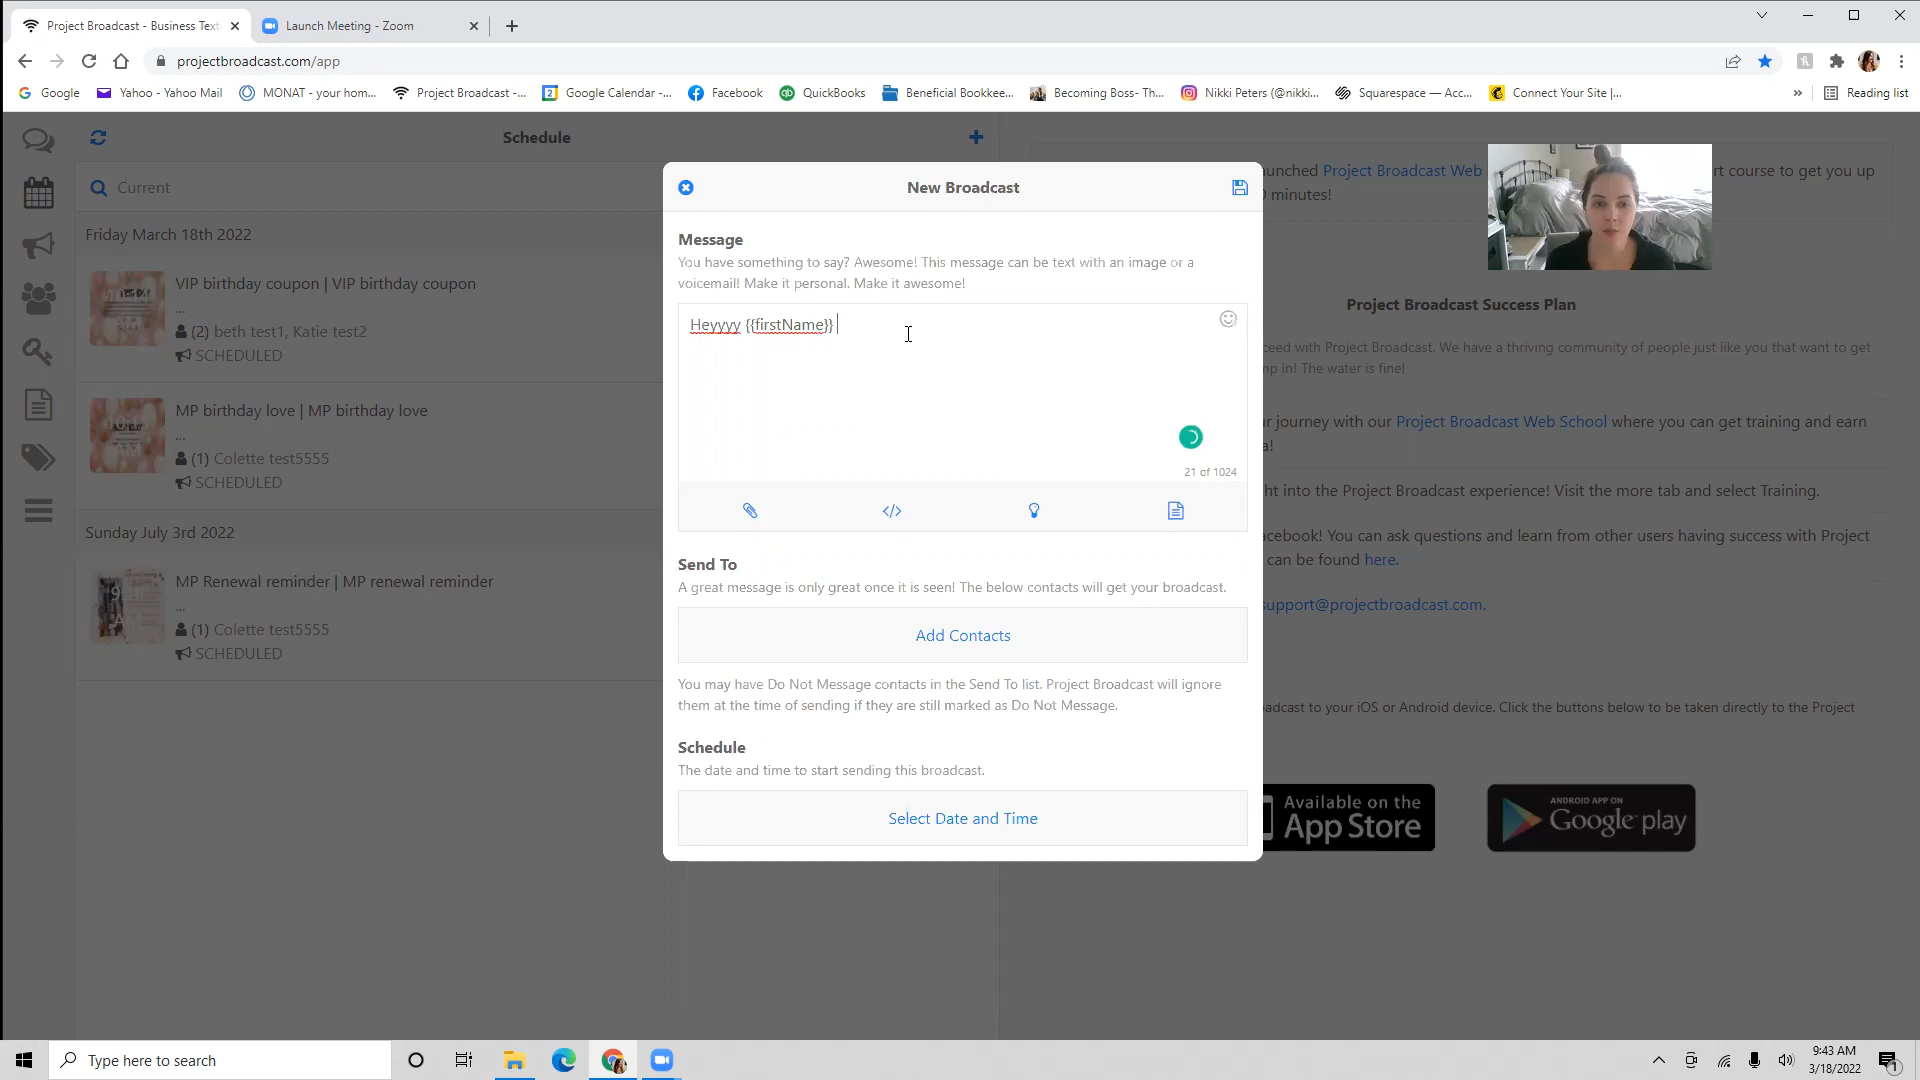 Project Broadcast - Business Text
Launch Meeting - Zoom
projectbroadcast.com/app
Google
Yahoo - Yahoo Mail
MONAT - your hom...
Project Broadcast -...
Google Calendar -...
Facebook
QuickBooks
Beneficial Bookkee...
Becoming Boss- Th...
Nikki Peters (@nikki...
Squarespace — Acc...
Connect Your Site |...
»
Reading list
Schedule
Current
Friday March 18th 2022
VIP birthday coupon | VIP birthday coupon
...
(2) beth test1, Katie test2
SCHEDULED
MP birthday love | MP birthday love
...
(1) Colette test5555
SCHEDULED
Sunday July 3rd 2022
MP Renewal reminder | MP renewal reminder
...
(1) Colette test5555
SCHEDULED
New Broadcast
Message
You have something to say? Awesome! This message can be text with an image or a
voicemail! Make it personal. Make it awesome!
Heyyyy {{firstName}}
21 of 1024
Send To
A great message is only great once it is seen! The below contacts will get your broadcast.
Add Contacts
You may have Do Not Message contacts in the Send To list. Project Broadcast will ignore
them at the time of sending if they are still marked as Do Not Message.
Schedule
The date and time to start sending this broadcast.
Select Date and Time
unched Project Broadcast Web
rt course to get you up
0 minutes!
Project Broadcast Success Plan
ceed with Project Broadcast. We have a thriving community of people just like you that want to get
mp in! The water is fine!
r journey with our Project Broadcast Web School where you can get training and earn
a!
ht into the Project Broadcast experience! Visit the more tab and select Training.
acebook! You can ask questions and learn from other users having success with Project
can be found here.
support@projectbroadcast.com.
oadcast to your iOS or Android device. Click the buttons below to be taken directly to the Project
Available on the
App Store
ANDROID APP ON
Google play
Type here to search
9:43 AM
3/18/2022
1